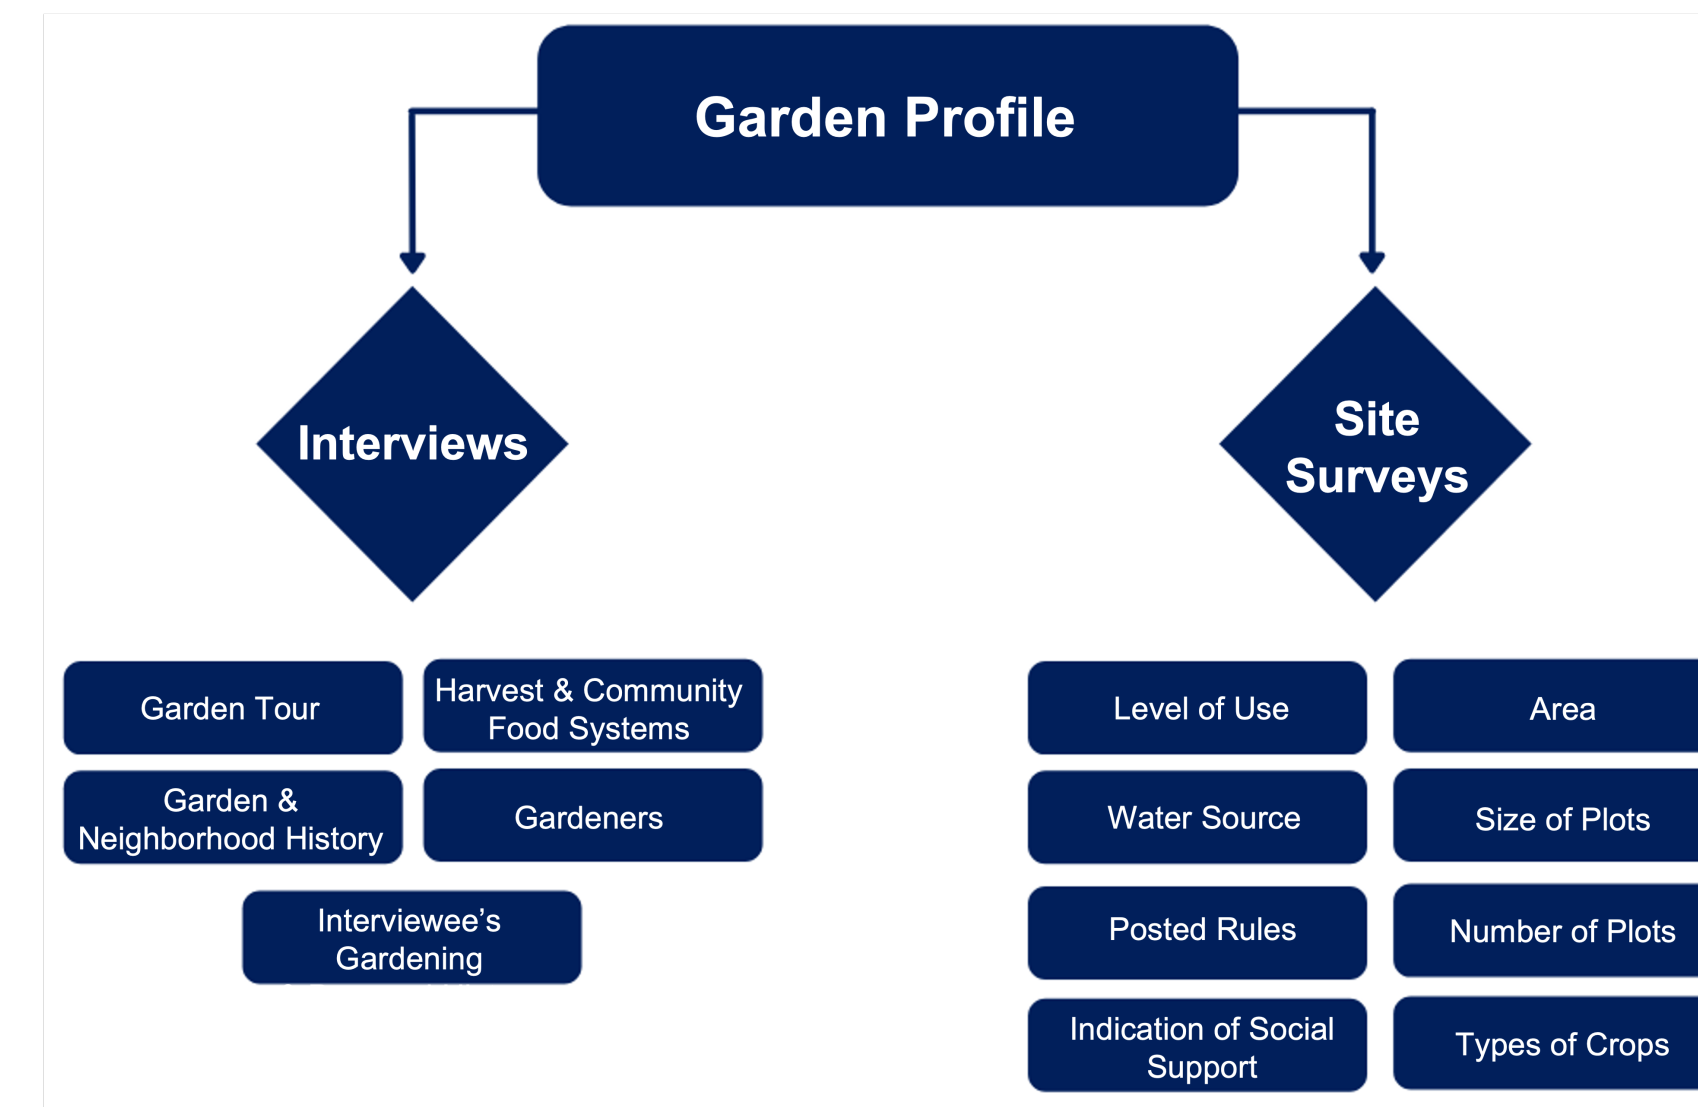 Garden Profile
Interviews
Site
Surveys
Garden Tour
Harvest & Community
Food Systems
Garden &
Neighborhood History
Gardeners
Interviewee’s
Gardening
Level of Use
Area
Water Source
Size of Plots
Posted Rules
Number of Plots
Indication of Social
Support
Types of Crops